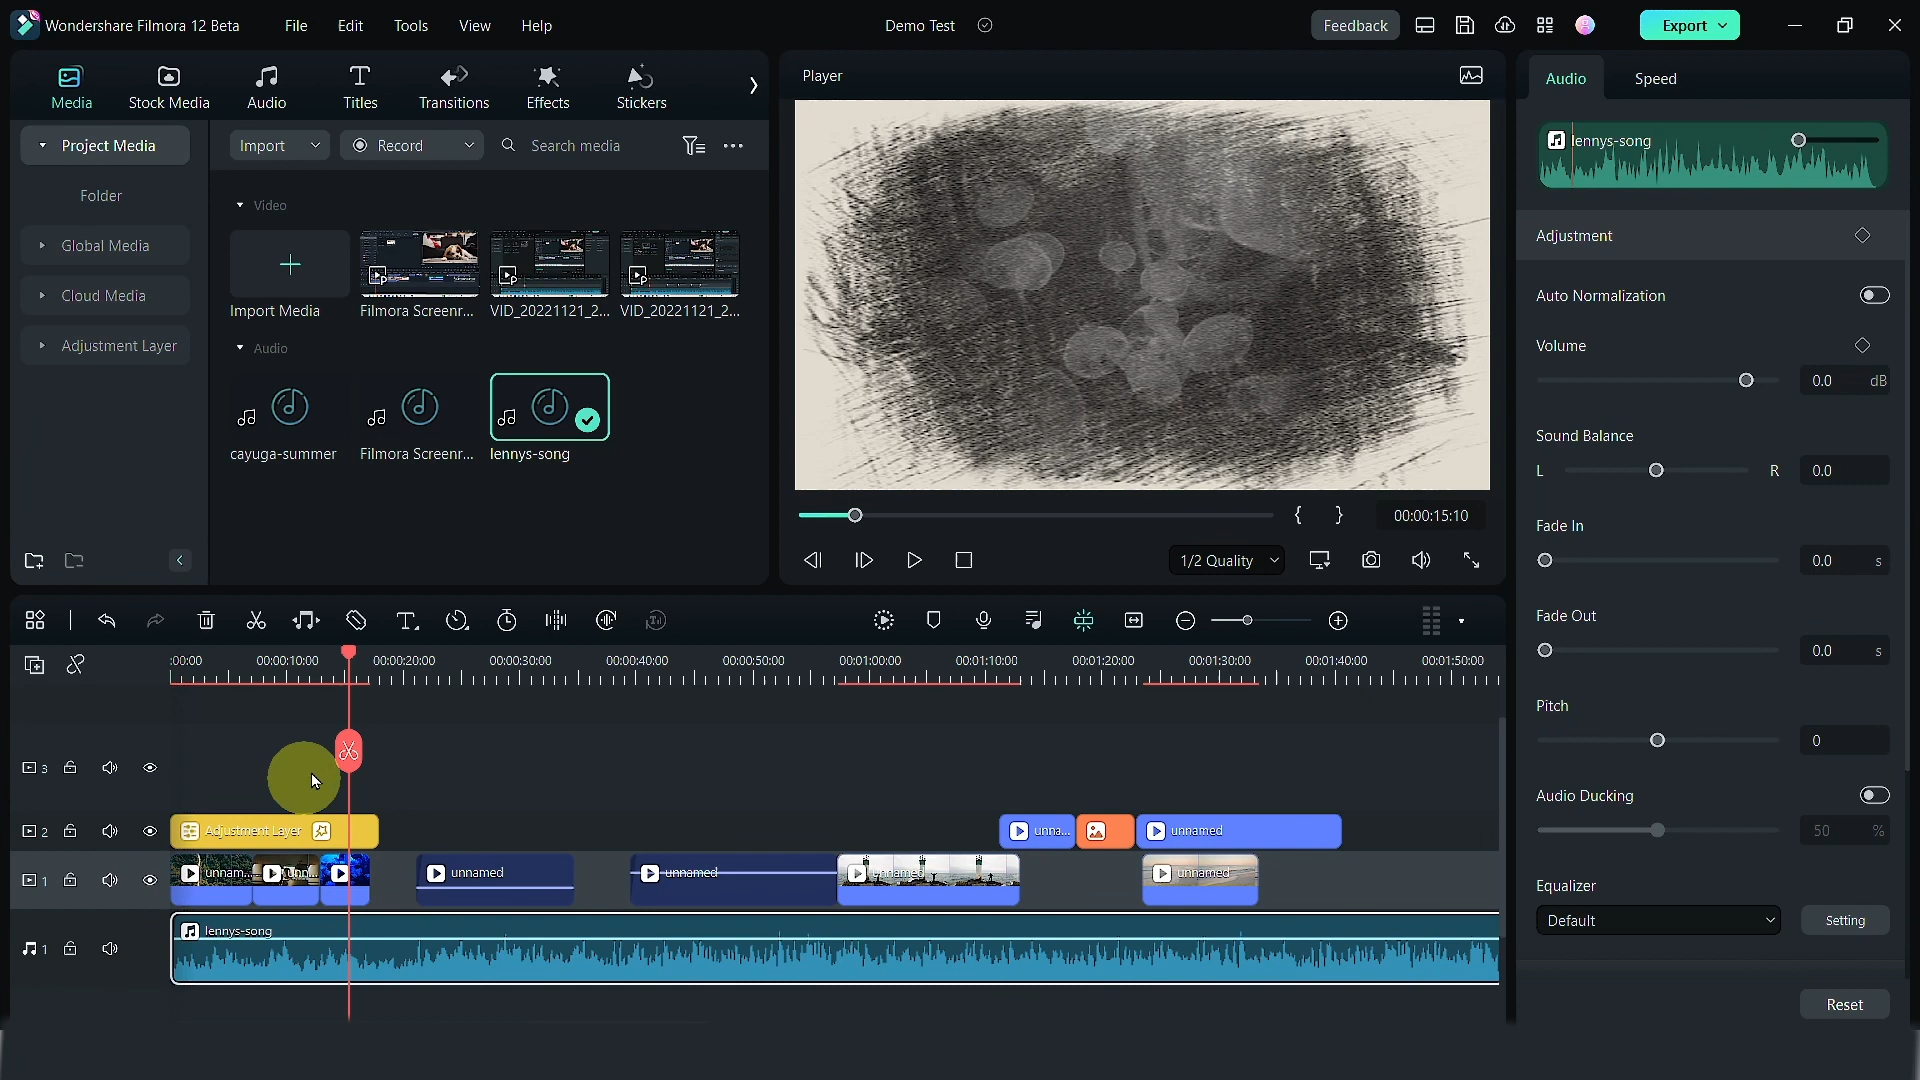 Wondershare Filmora 12 Beta
File
Edit
Tools
View
Help
Demo Test
Feedback
Export
Media
Stock Media
Audio
Titles
Transitions
Effects
Stickers
Project Media
Folder
Global Media
Cloud Media
Adjustment Layer
Import
Record
Search media
Video
Import Media
Filmora Screenr...
VID_20221121_2...
VID_20221121_2...
Audio
cayuga-summer
Filmora Screenr...
lennys-song
Player
00:00:15:10
1/2 Quality
Audio
Speed
lennys-song
Adjustment
Auto Normalization
Volume
0.0 dB
Sound Balance
L
R
0.0
Fade In
0.0 s
Fade Out
0.0 s
Pitch
0
Audio Ducking
50 %
Equalizer
Default
Setting
Reset
:00:00
00:00:10:00
00:00:20:00
00:00:30:00
00:00:40:00
00:00:50:00
00:01:00:00
00:01:10:00
00:01:20:00
00:01:30:00
00:01:40:00
00:01:50:00
3
2
Adjustment Layer
unna...
unnamed
1
unnam...
unn...
unnamed
unnamed
unnamed
unnamed
1
lennys-song